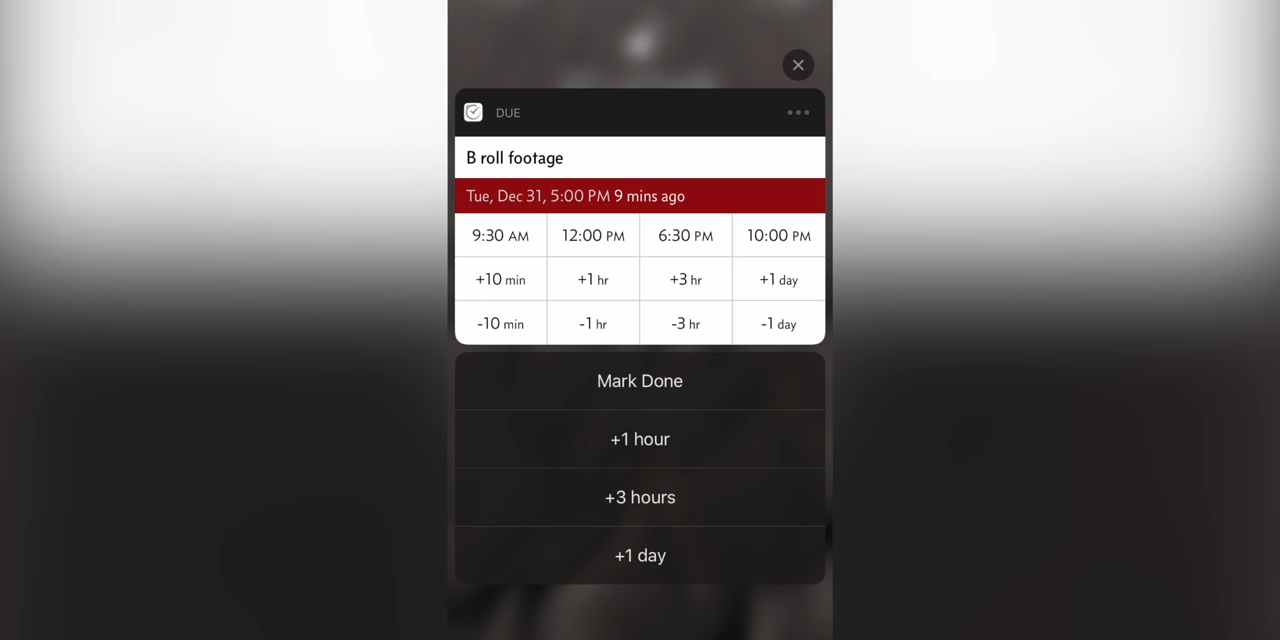 DUE
B roll footage
Tue, Dec 31, 5:00 PM 9 mins ago
9:30 AM 12:00 PM 6:30 PM 10:00 PM
+10 min +1 hr +3 hr +1 day
-10 min -1 hr -3 hr -1 day
Mark Done
+1 hour
+3 hours
+1 day